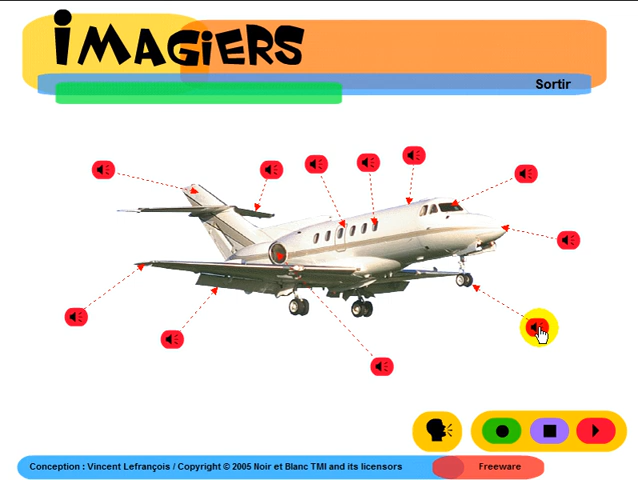 iMAGiERS
Sortir
Conception : Vincent Lefrançois / Copyright © 2005 Noir et Blanc TMI and its licensors
Freeware